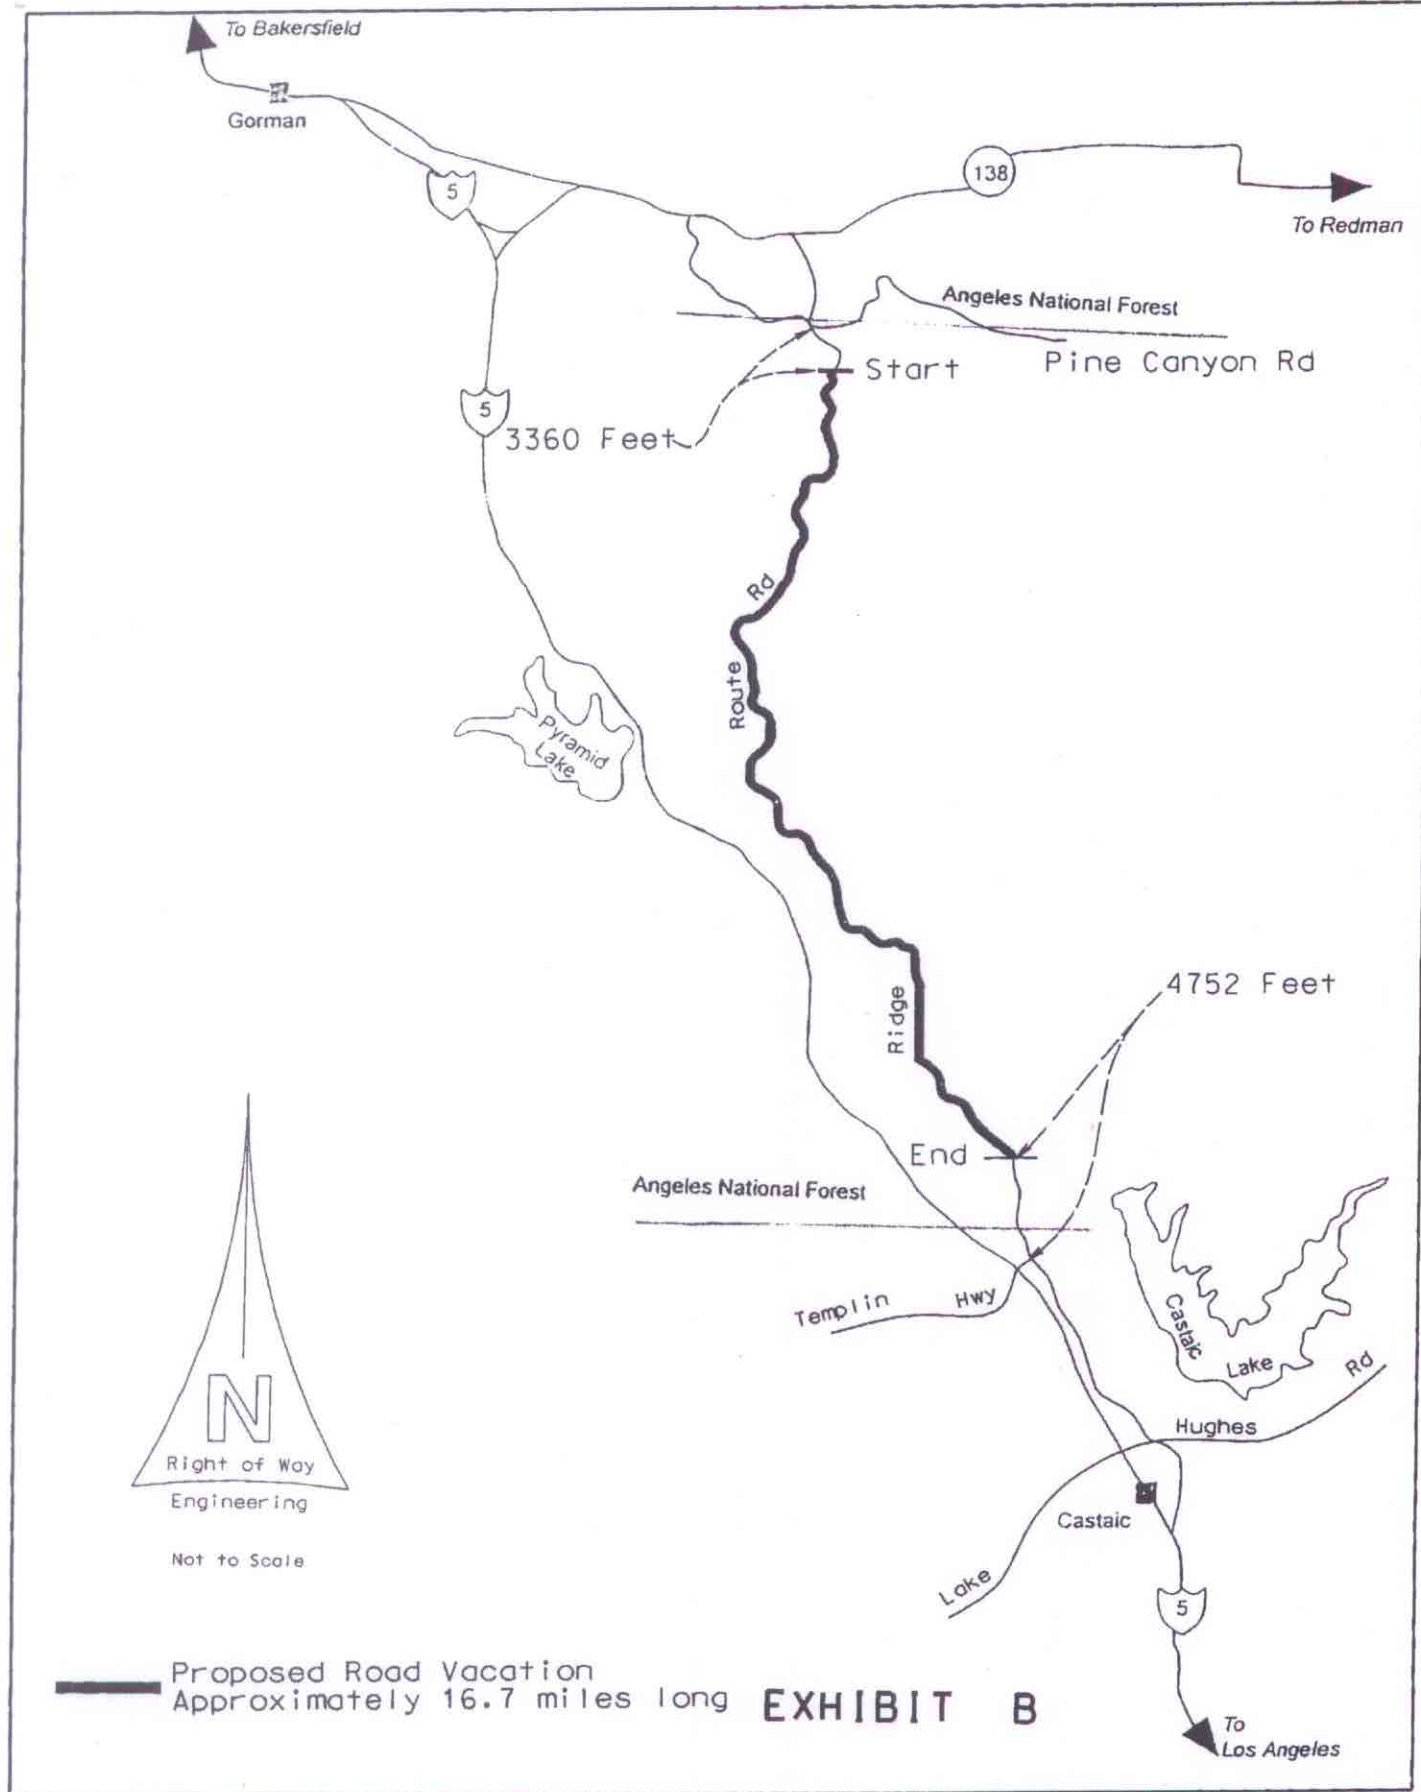 To Bakersfield
Gorman
5
138
To Redman
Angeles National Forest
Pine Canyon Rd
Start
5
3360 Feet
Rd
Route
Pyramid
Lake
4752 Feet
Ridge
End
Angeles National Forest
Templin Hwy
Castaic
Lake
Rd
Hughes
N
Right of Way
Engineering
Castaic
Not to Scale
Lake
5
Proposed Road Vacation
Approximately 16.7 miles long
EXHIBIT B
To
Los Angeles